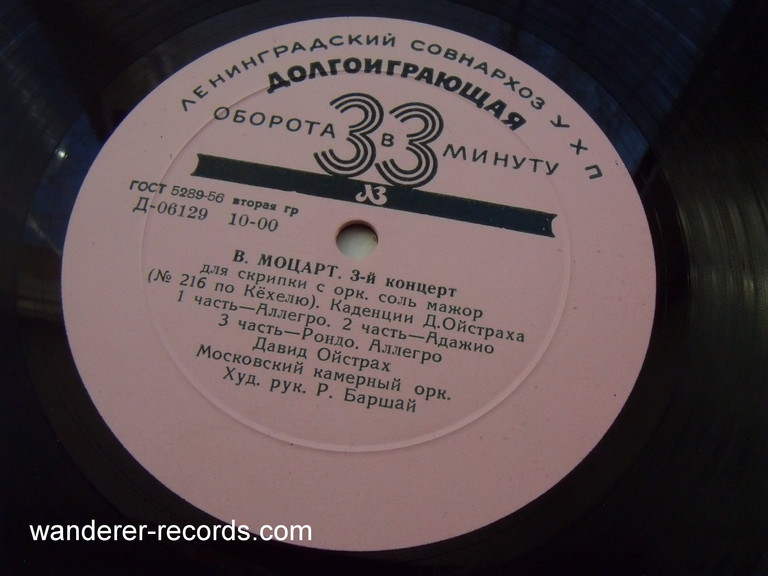 ЛЕНИНГРАДСКИЙ СОВНАРХОЗ УХП
ДОЛГОИГРАЮЩАЯ
ОБОРОТА 33 В МИНУТУ
ЛЗ
ГОСТ 5289-56 вторая гр
Д-06129 10-00
В. МОЦАРТ. 3-й концерт
для скрипки с орк. соль мажор
(№ 216 по Кёхелю). Каденции Д.Ойстраха
1 часть—Аллегро. 2 часть—Адажио
3 часть—Рондо. Аллегро
Давид Ойстрах
Московский камерный орк.
Худ. рук. Р. Баршай
wanderer-records.com